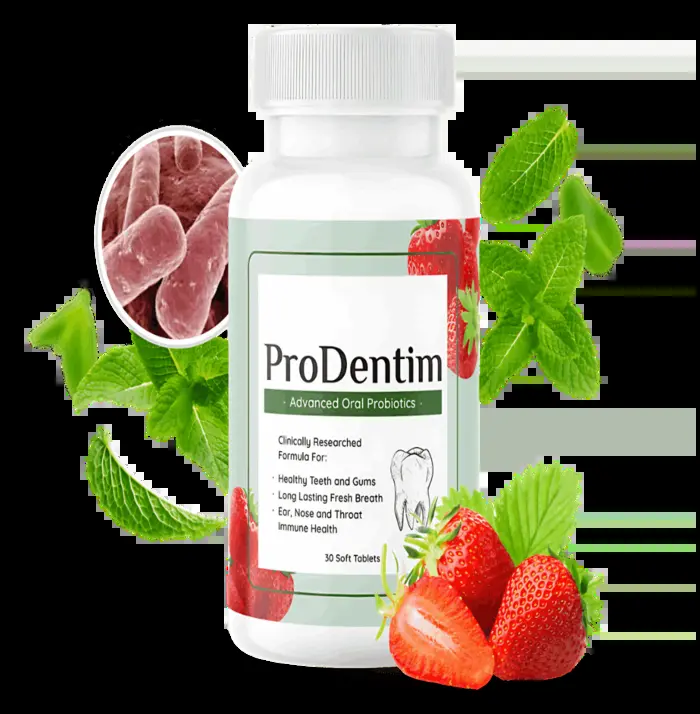 ProDentim
· Advanced Oral Probiotics ·
Clinically Researched
Formula For:
· Healthy Teeth and Gums
· Long Lasting Fresh Breath
· Ear, Nose and Throat
Immune Health
30 Soft Tablets